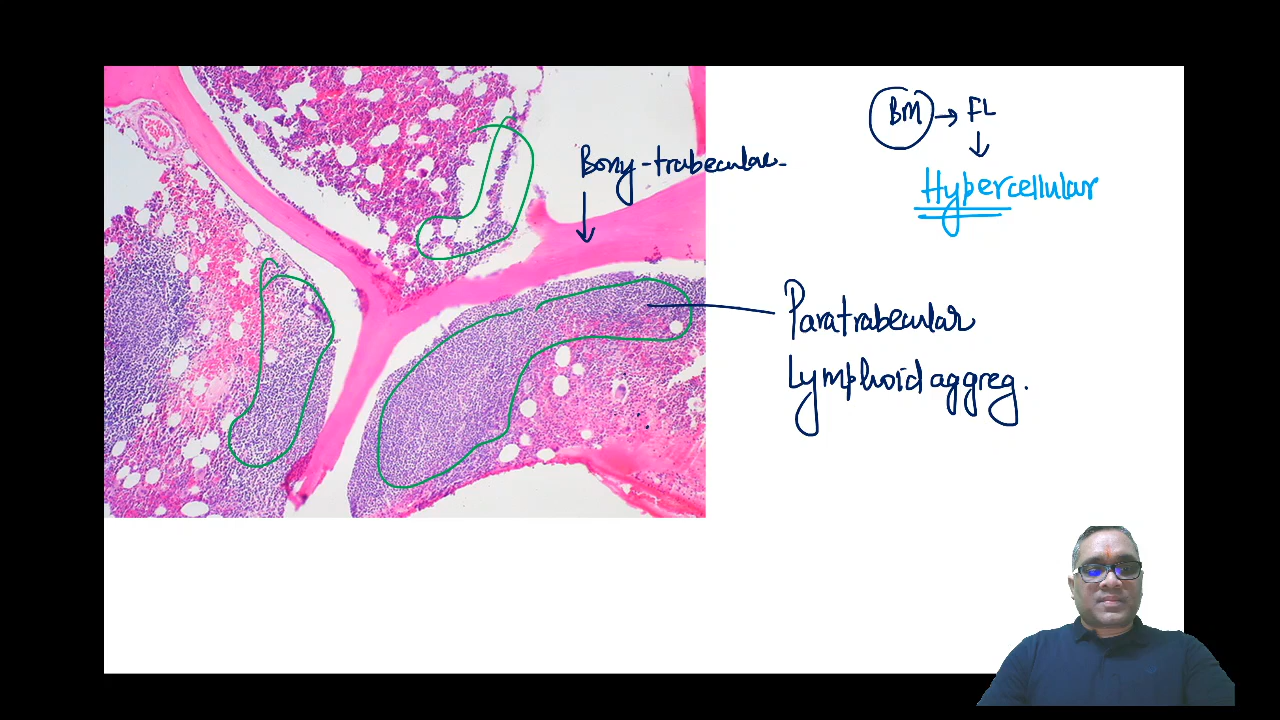 BM → FL
↓
Hypercellular
Bony-trabeculae
↓
Paratrabecular
Lymphoid aggreg.